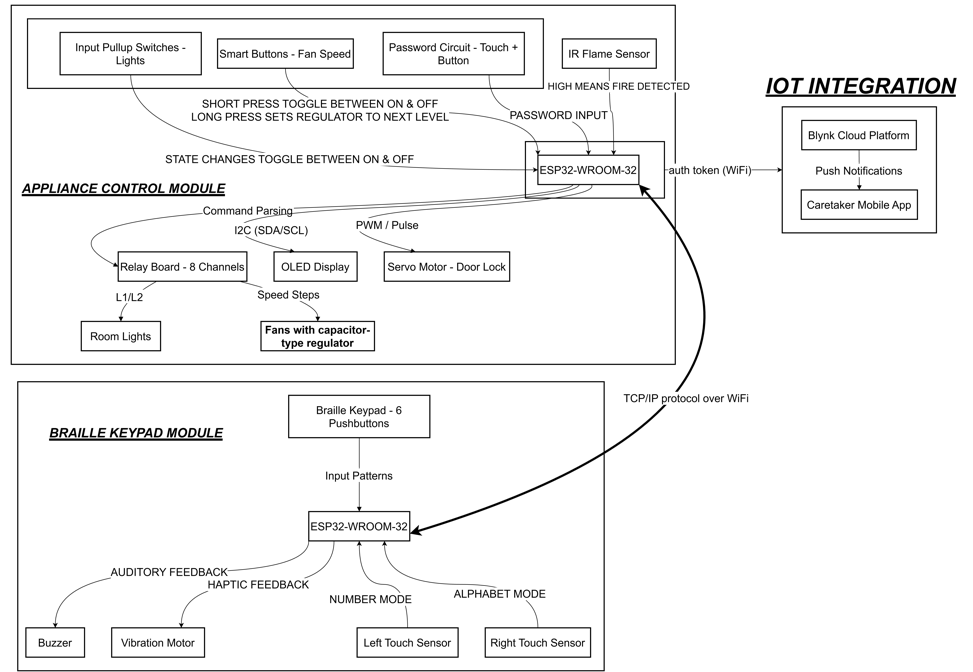 Input Pullup Switches -
Lights
Smart Buttons - Fan Speed
Password Circuit - Touch +
Button
IR Flame Sensor
HIGH MEANS FIRE DETECTED
SHORT PRESS TOGGLE BETWEEN ON & OFF
LONG PRESS SETS REGULATOR TO NEXT LEVEL
PASSWORD INPUT
STATE CHANGES TOGGLE BETWEEN ON & OFF
ESP32-WROOM-32
auth token (WiFi)
IOT INTEGRATION
Blynk Cloud Platform
Push Notifications
Caretaker Mobile App
APPLIANCE CONTROL MODULE
Command Parsing
I2C (SDA/SCL)
PWM / Pulse
Relay Board - 8 Channels
OLED Display
Servo Motor - Door Lock
L1/L2
Speed Steps
Room Lights
Fans with capacitor-
type regulator
TCP/IP protocol over WiFi
BRAILLE KEYPAD MODULE
Braille Keypad - 6
Pushbuttons
Input Patterns
ESP32-WROOM-32
AUDITORY FEEDBACK
HAPTIC FEEDBACK
NUMBER MODE
ALPHABET MODE
Buzzer
Vibration Motor
Left Touch Sensor
Right Touch Sensor